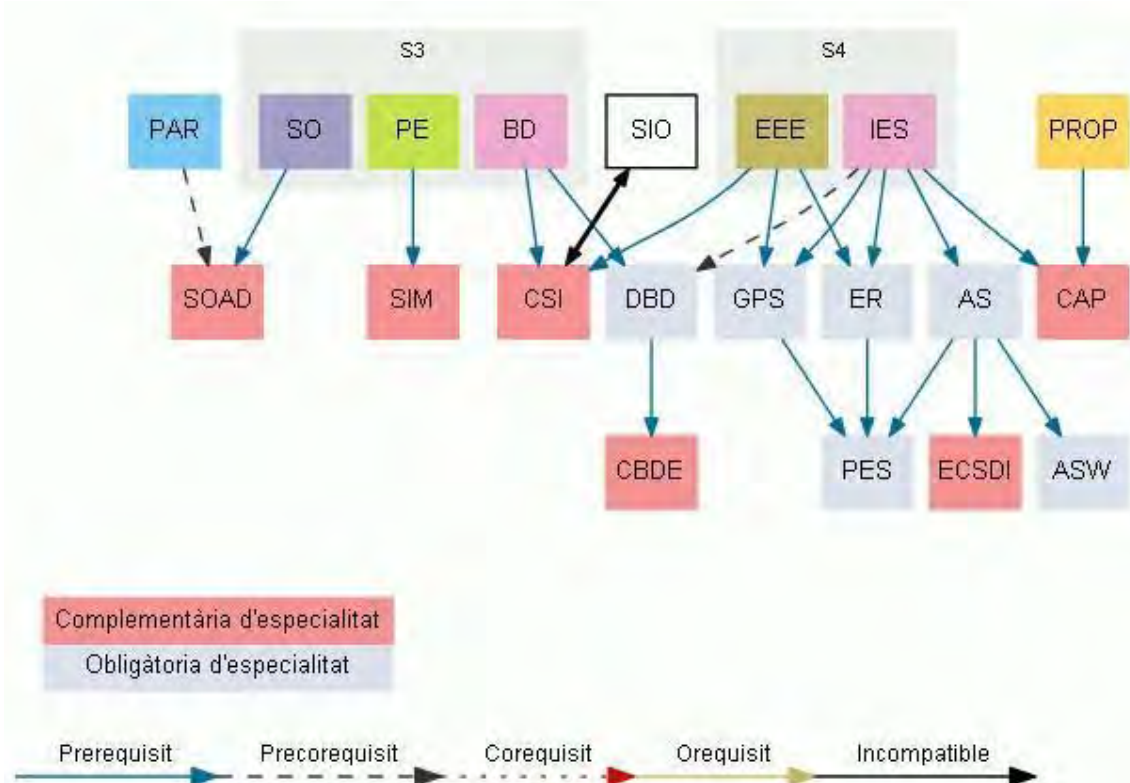 S3
S4
PAR
SO
PE
BD
SIO
EEE
IES
PROP
SOAD
SIM
CSI
DBD
GPS
ER
AS
CAP
CBDE
PES
ECSDI
ASW
Complementària d'especialitat
Obligàtoria d'especialitat
Prerequisit
Precorequisit
Corequisit
Orequisit
Incompatible